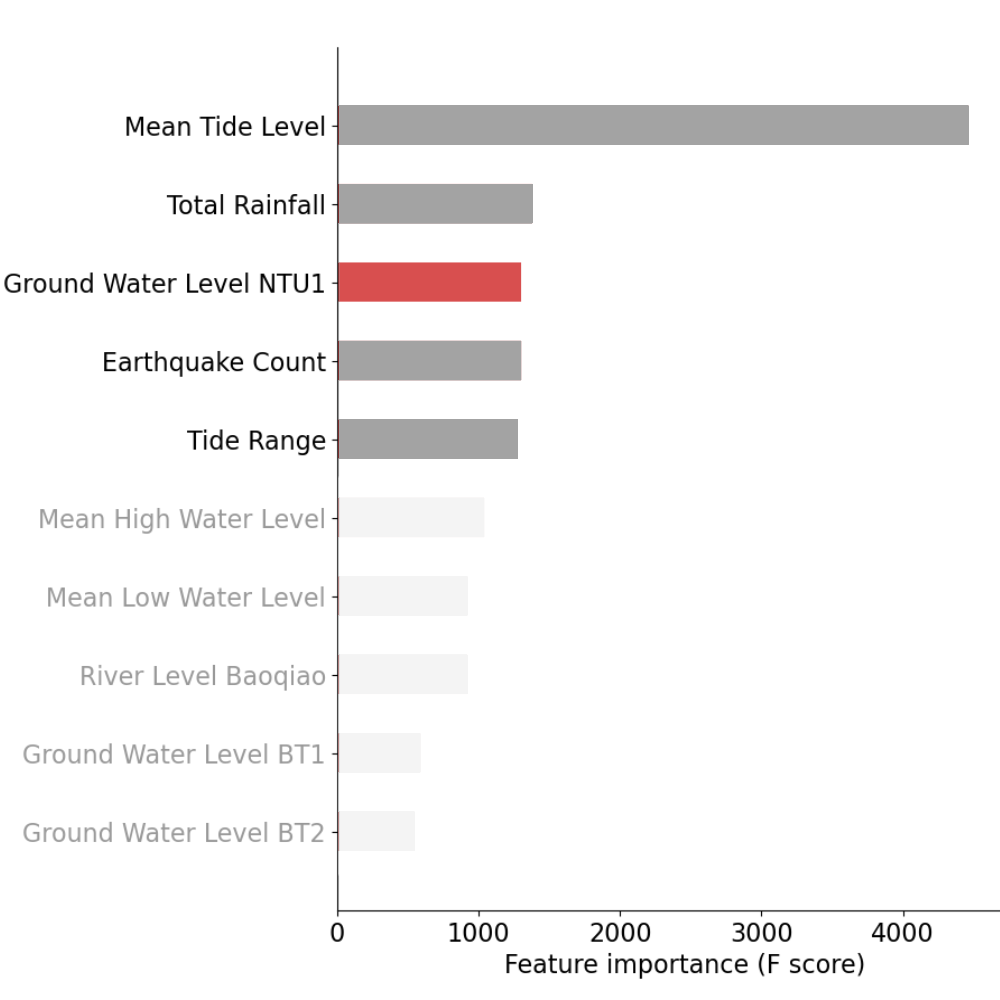 Mean Tide Level
Total Rainfall
Ground Water Level NTU1
Earthquake Count
Tide Range
Mean High Water Level
Mean Low Water Level
River Level Baoqiao
Ground Water Level BT1
Ground Water Level BT2
0 1000 2000 3000 4000
Feature importance (F score)